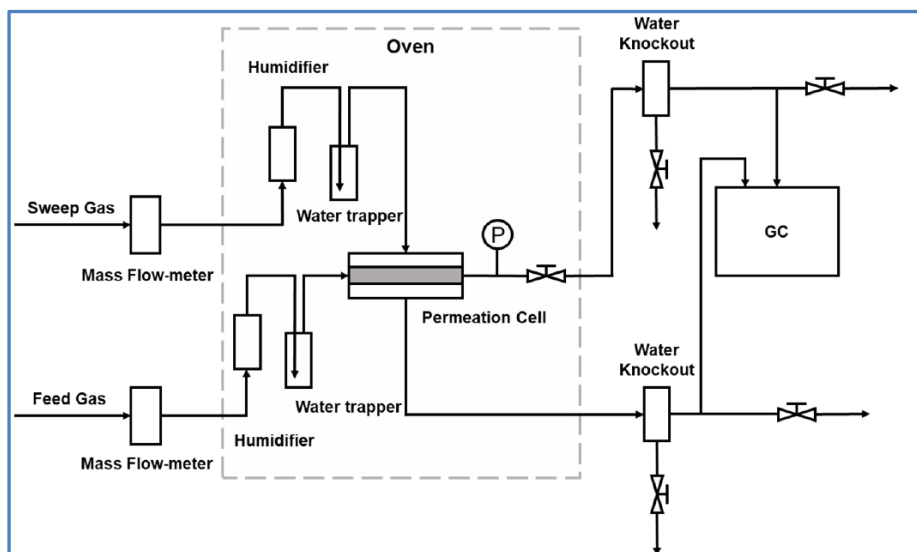 Oven
Water
Knockout
Humidifier
Sweep Gas
Water trapper
GC
Mass Flow-meter
P
Permeation Cell
Water
Knockout
Feed Gas
Water trapper
Humidifier
Mass Flow-meter